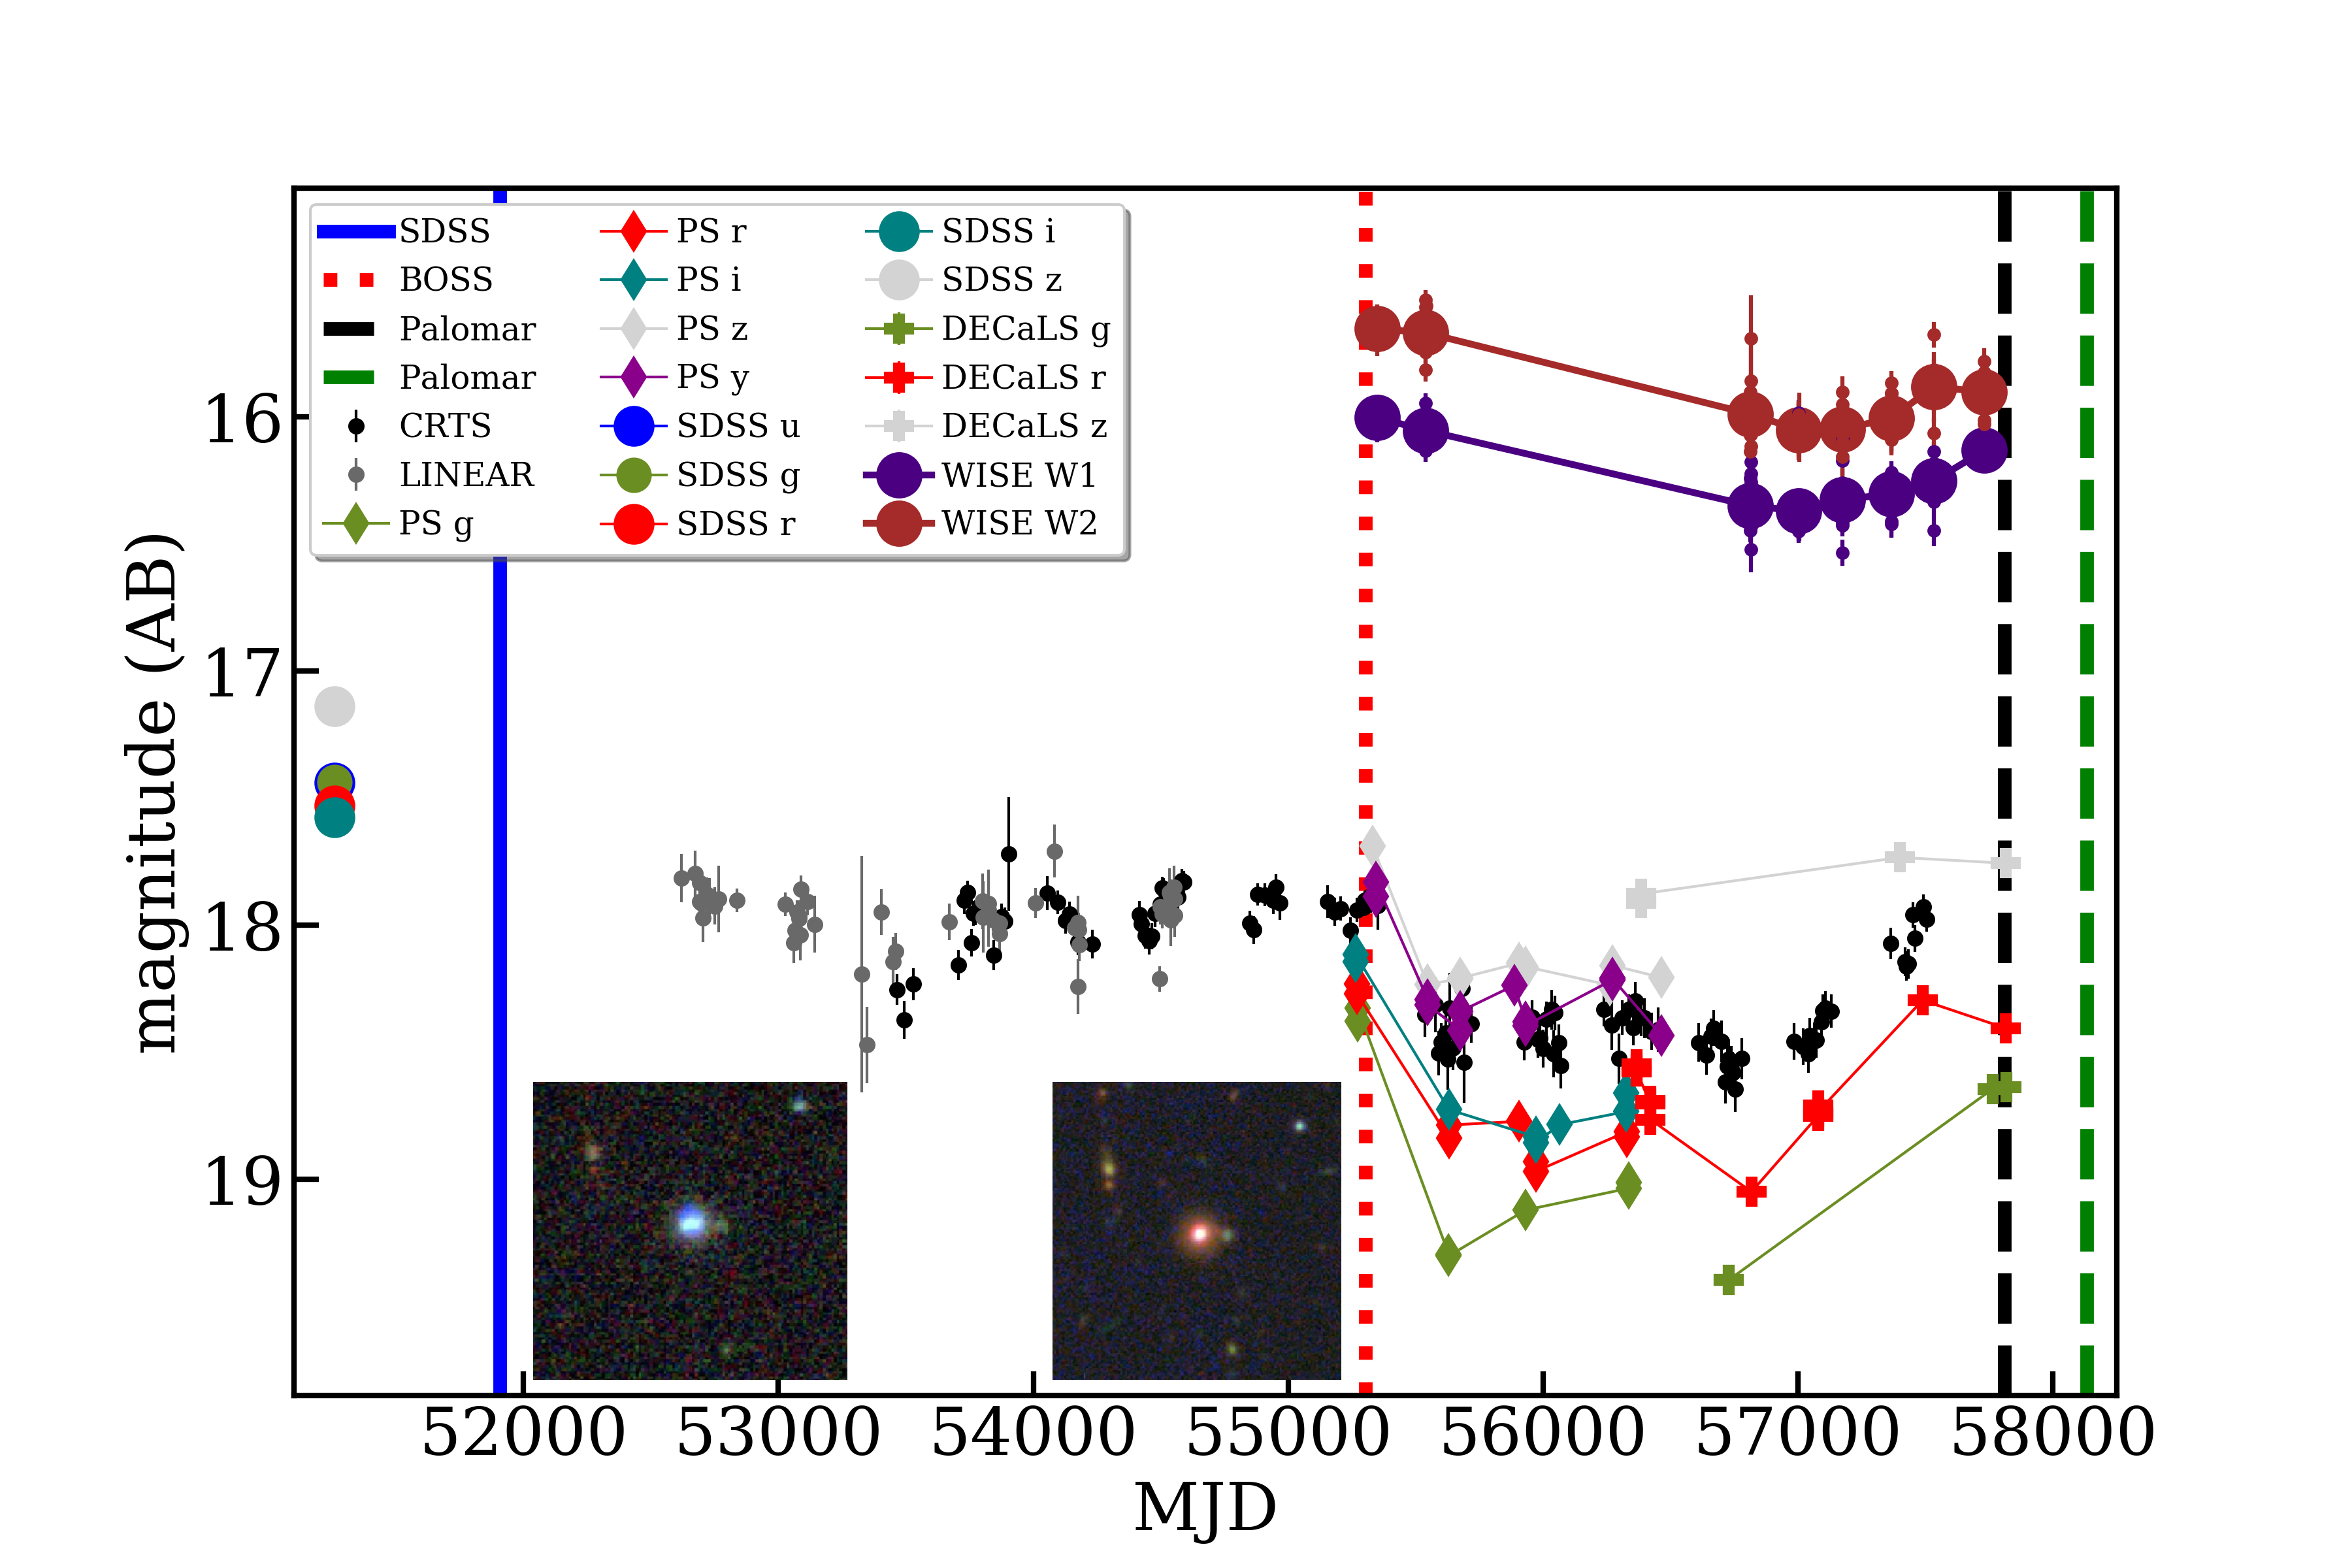 SDSS
BOSS
Palomar
Palomar
CRTS
LINEAR
PS g
PS r
PS i
PS z
PS y
SDSS u
SDSS g
SDSS r
SDSS i
SDSS z
DECaLS g
DECaLS r
DECaLS z
WISE W1
WISE W2
magnitude (AB)
16
17
18
19
52000 53000 54000 55000 56000 57000 58000
MJD